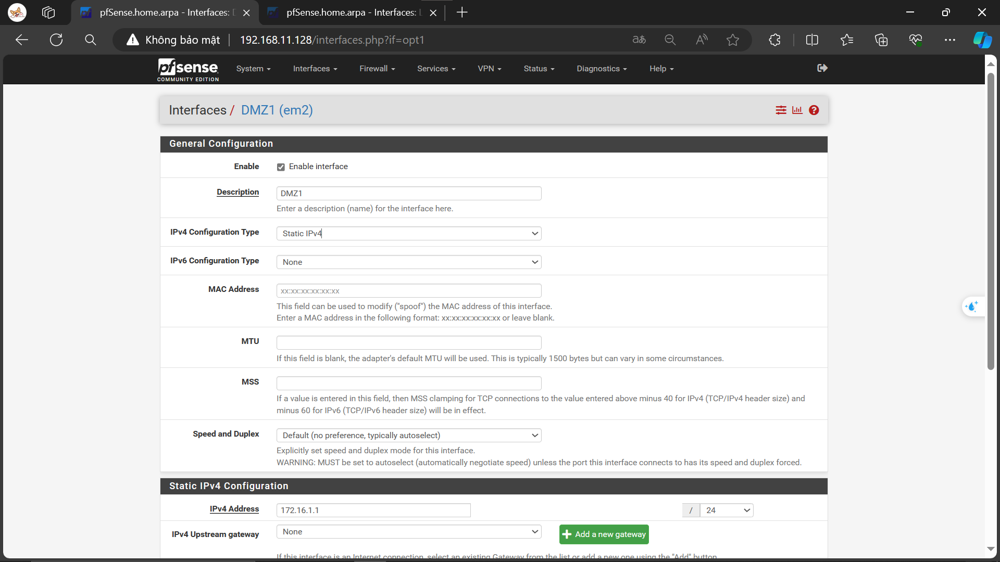 pfSense.home.arpa - Interfaces:
pfSense.home.arpa - Interfaces:
Không bảo mật
192.168.11.128/interfaces.php?if=opt1
pfsense
COMMUNITY EDITION
System
Interfaces
Firewall
Services
VPN
Status
Diagnostics
Help
Interfaces / DMZ1 (em2)
General Configuration
Enable
Enable interface
Description
DMZ1
Enter a description (name) for the interface here.
IPv4 Configuration Type
Static IPv4
IPv6 Configuration Type
None
MAC Address
xx:xx:xx:xx:xx:xx
This field can be used to modify ("spoof") the MAC address of this interface.
Enter a MAC address in the following format: xx:xx:xx:xx:xx:xx or leave blank.
MTU
If this field is blank, the adapter's default MTU will be used. This is typically 1500 bytes but can vary in some circumstances.
MSS
If a value is entered in this field, then MSS clamping for TCP connections to the value entered above minus 40 for IPv4 (TCP/IPv4 header size) and
minus 60 for IPv6 (TCP/IPv6 header size) will be in effect.
Speed and Duplex
Default (no preference, typically autoselect)
Explicitly set speed and duplex mode for this interface.
WARNING: MUST be set to autoselect (automatically negotiate speed) unless the port this interface connects to has its speed and duplex forced.
Static IPv4 Configuration
IPv4 Address
172.16.1.1
/
24
IPv4 Upstream gateway
None
Add a new gateway
If this interface is an Internet connection, select an existing Gateway from the list or add a new one using the "Add" button.